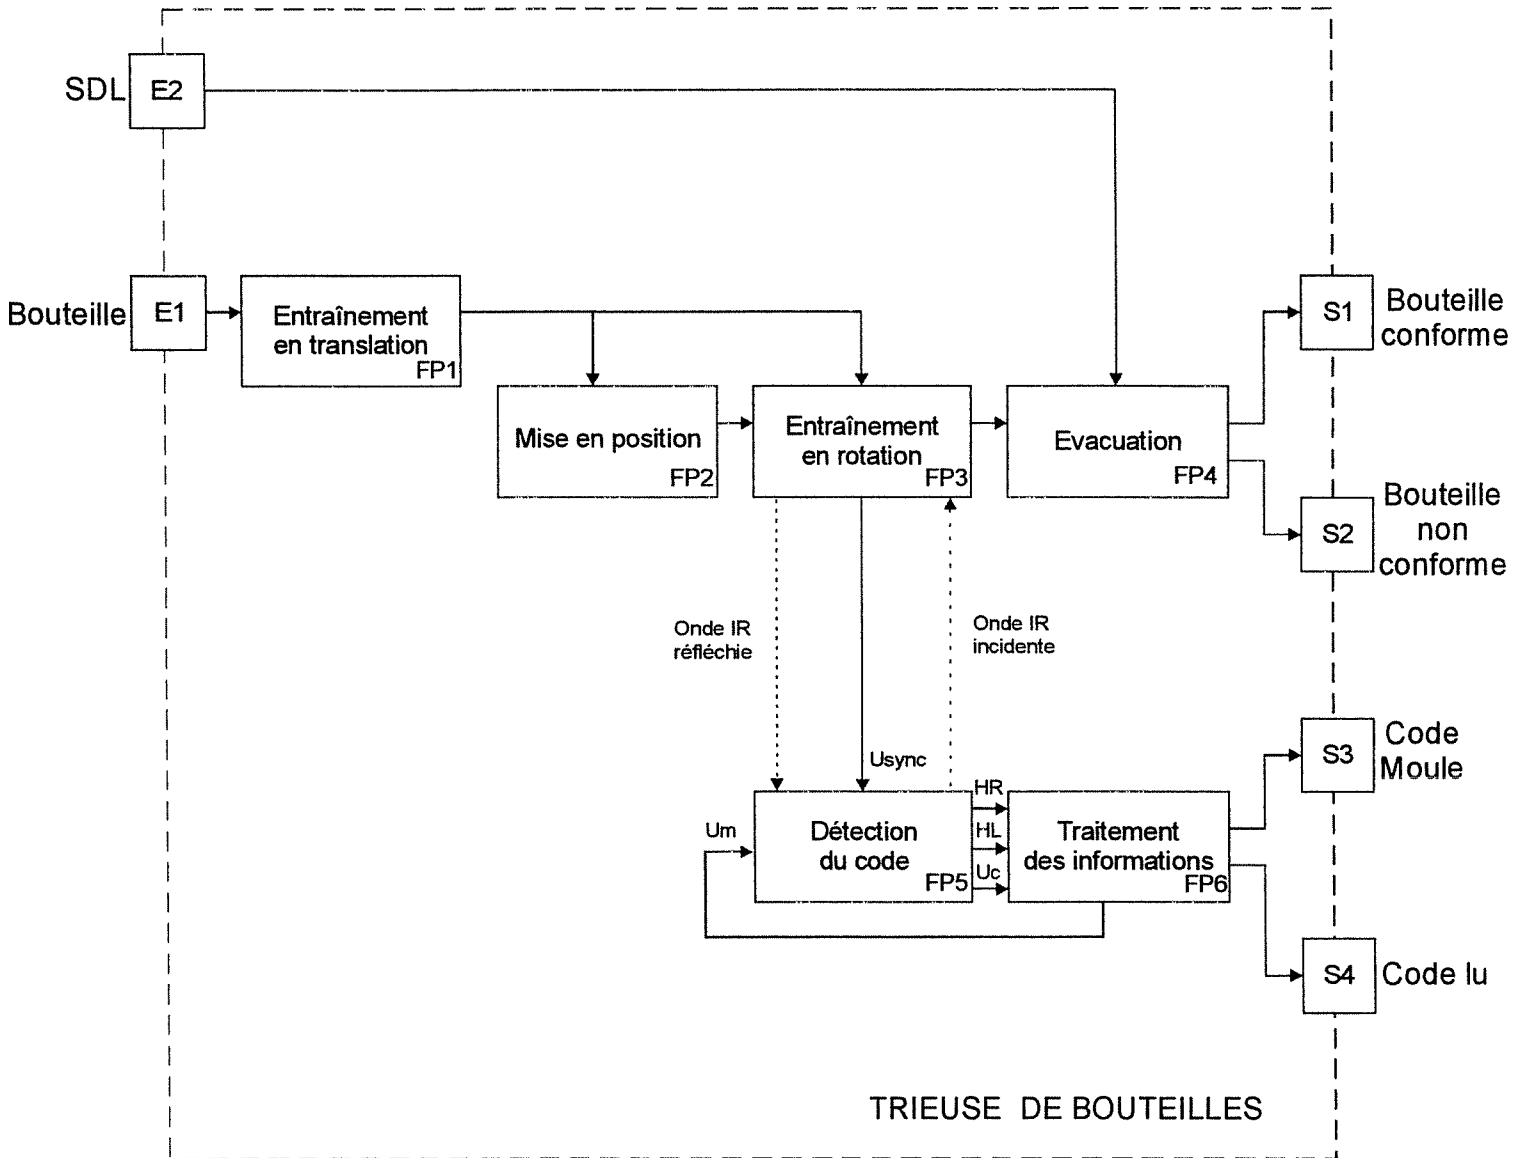 SDL
E2
Bouteille
E1
Entraînement
en translation
FP1
Mise en position
FP2
Entraînement
en rotation
FP3
Evacuation
FP4
S1
Bouteille
conforme
S2
Bouteille
non
conforme
Onde IR
réfléchie
Onde IR
incidente
Usync
Um
Détection
du code
FP5
HR
HL
Uc
Traitement
des informations
FP6
S3
Code
Moule
S4
Code lu
TRIEUSE DE BOUTEILLES